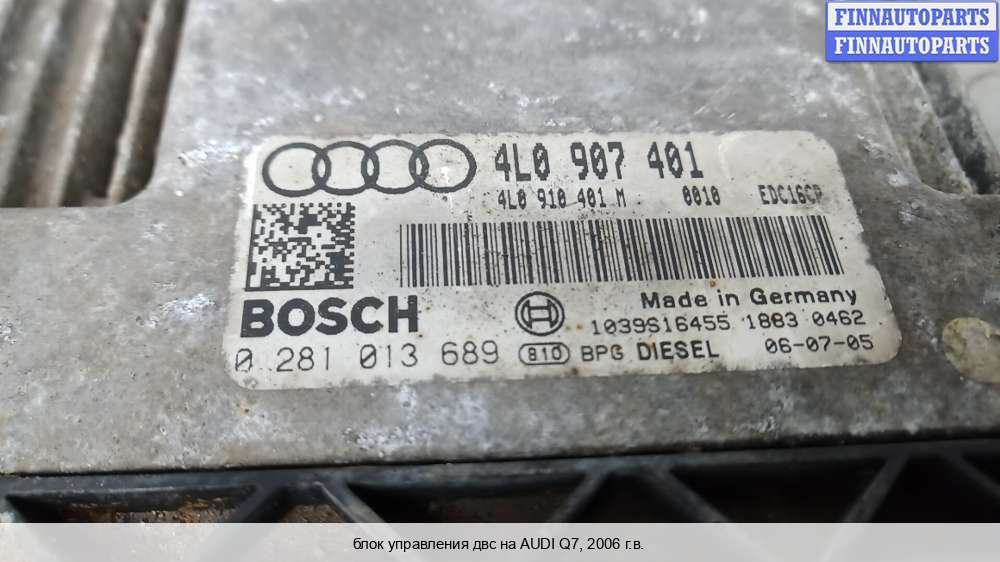 FINNAUTOPARTS
FINNAUTOPARTS
4L0 907 401
4L0 910 401 M 0010 EDC16CP
BOSCH
Made in Germany
1039S16455 1883 0462
0 281 013 689 810 BPG DIESEL 06-07-05
блок управления двс на AUDI Q7, 2006 г.в.